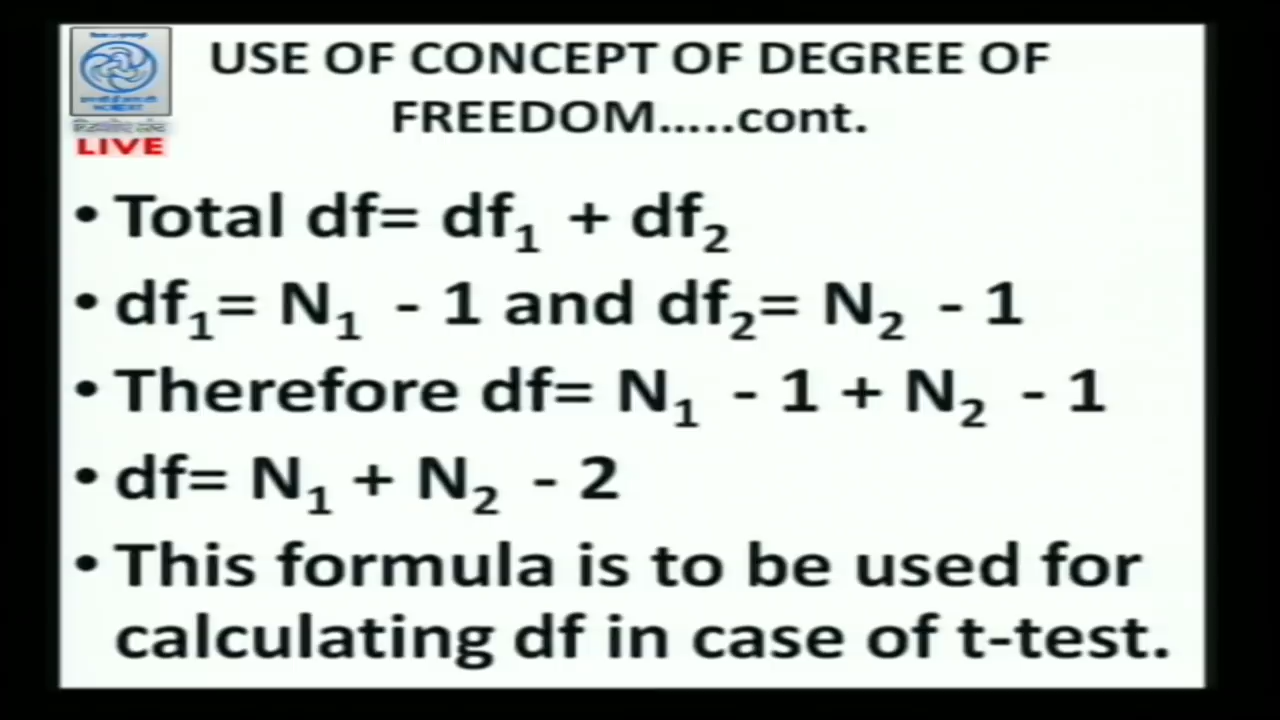 USE OF CONCEPT OF DEGREE OF
FREEDOM.....cont.
LIVE
• Total df= df₁ + df₂
• df₁= N₁ - 1 and df₂= N₂ - 1
• Therefore df= N₁ - 1 + N₂ - 1
• df= N₁ + N₂ - 2
• This formula is to be used for
calculating df in case of t-test.